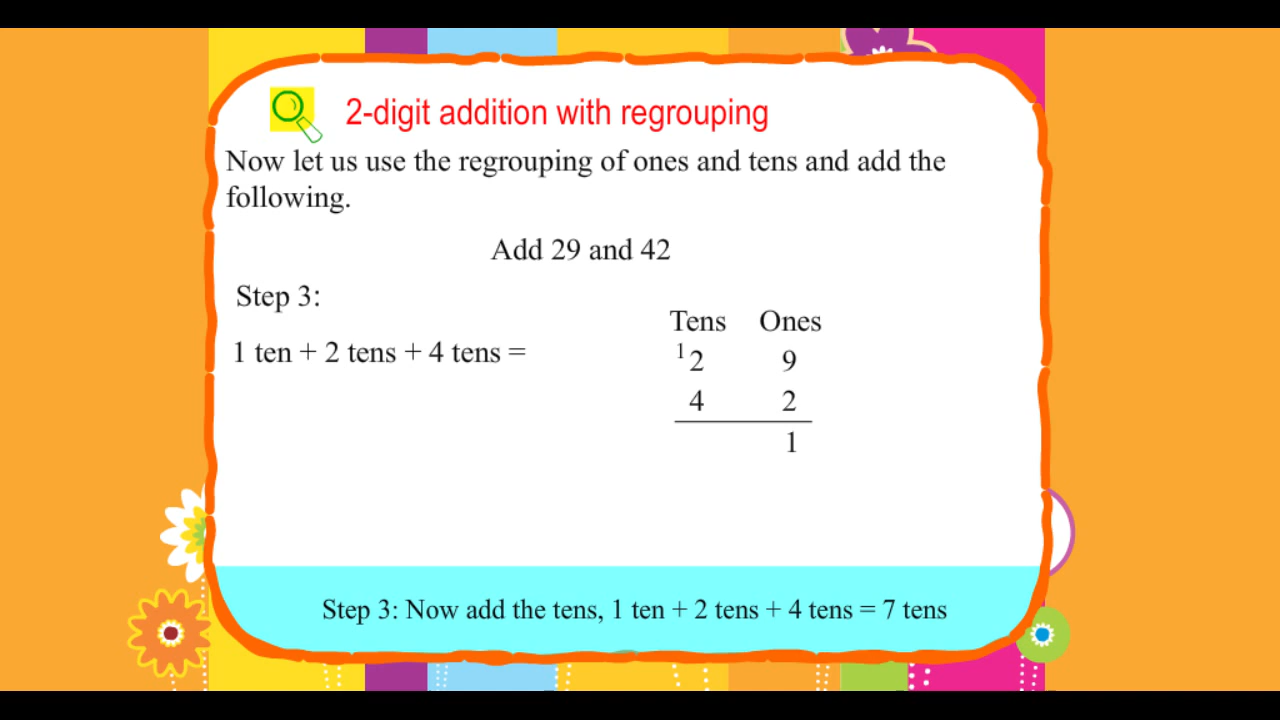 2-digit addition with regrouping
Now let us use the regrouping of ones and tens and add the
following.
Add 29 and 42
Step 3:
1 ten + 2 tens + 4 tens =
Tens Ones
¹2 9
4 2
1
Step 3: Now add the tens, 1 ten + 2 tens + 4 tens = 7 tens